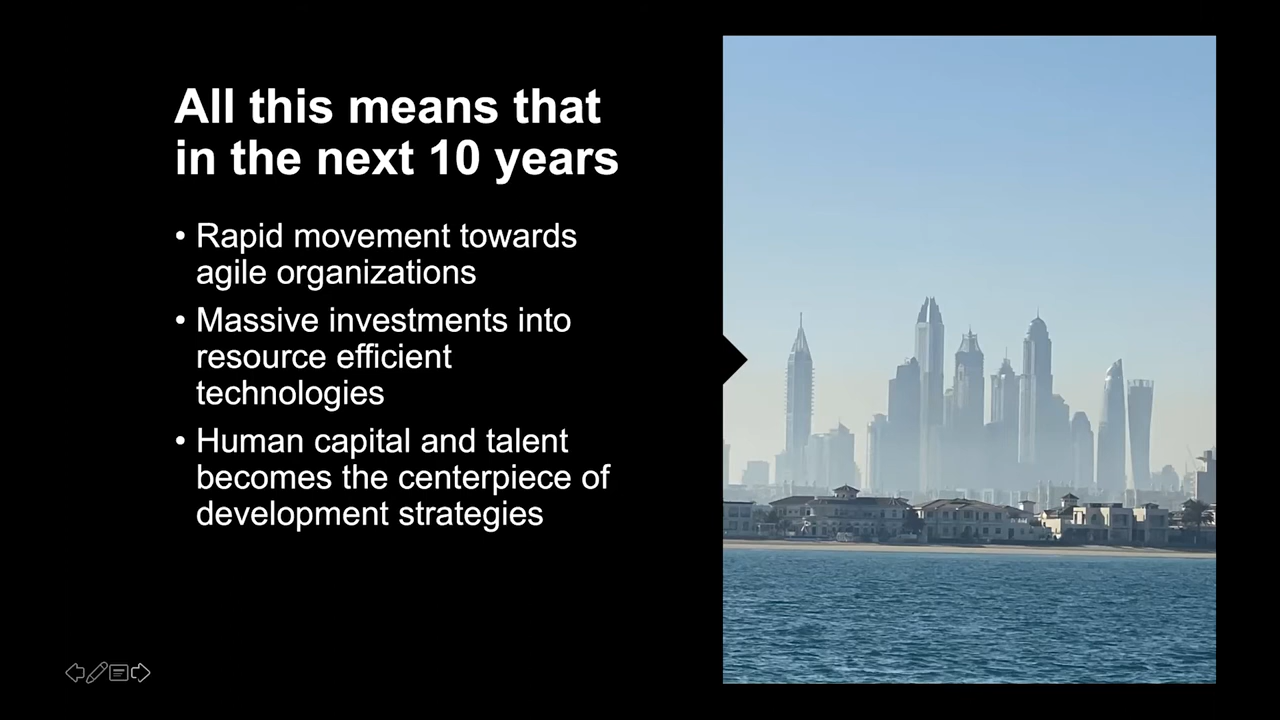 All this means that
in the next 10 years
• Rapid movement towards
agile organizations
• Massive investments into
resource efficient
technologies
• Human capital and talent
becomes the centerpiece of
development strategies